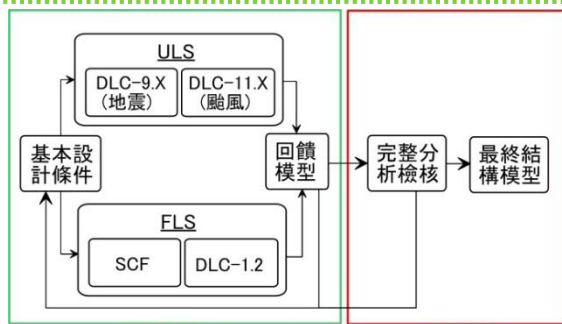 ULS
DLC-9.X
(地震)
DLC-11.X
(颱風)
基本設
計條件
回饋
模型
完整分
析檢核
最終結
構模型
FLS
SCF
DLC-1.2